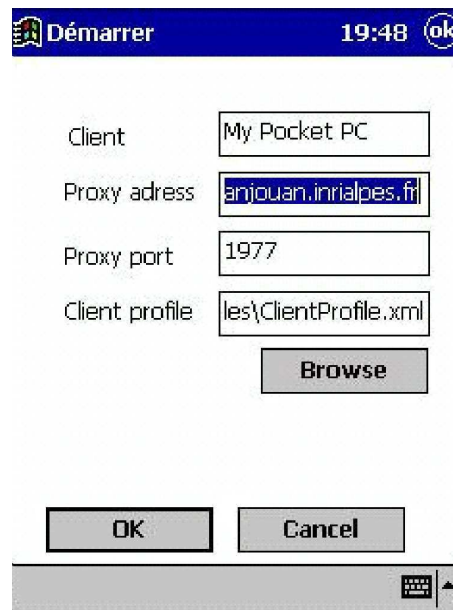 Démarrer 19:48 ok
Client My Pocket PC
Proxy adress anjouan.inrialpes.fr
Proxy port 1977
Client profile les\ClientProfile.xml
Browse
OK Cancel